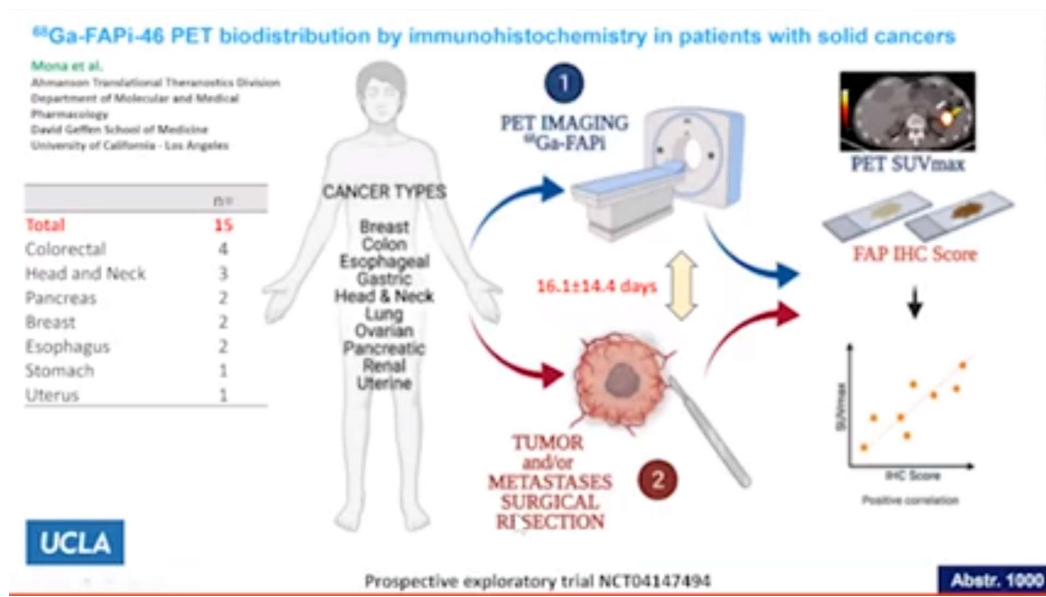 ⁶⁸Ga-FAPi-46 PET biodistribution by immunohistochemistry in patients with solid cancers
Mona et al.
Ahmanson Translational Theranostics Division
Department of Molecular and Medical
Pharmacology
David Geffen School of Medicine
University of California - Los Angeles
n=
Total 15
Colorectal 4
Head and Neck 3
Pancreas 2
Breast 2
Esophagus 2
Stomach 1
Uterus 1
CANCER TYPES
Breast
Colon
Esophageal
Gastric
Head & Neck
Lung
Ovarian
Pancreatic
Renal
Uterine
1
PET IMAGING
⁶⁸Ga-FAPi
16.1±14.4 days
TUMOR
and/or
METASTASES
SURGICAL
RESECTION
2
PET SUVmax
FAP IHC Score
SUVmax
IHC Score
Positive correlation
UCLA
Prospective exploratory trial NCT04147494
Abstr. 1000